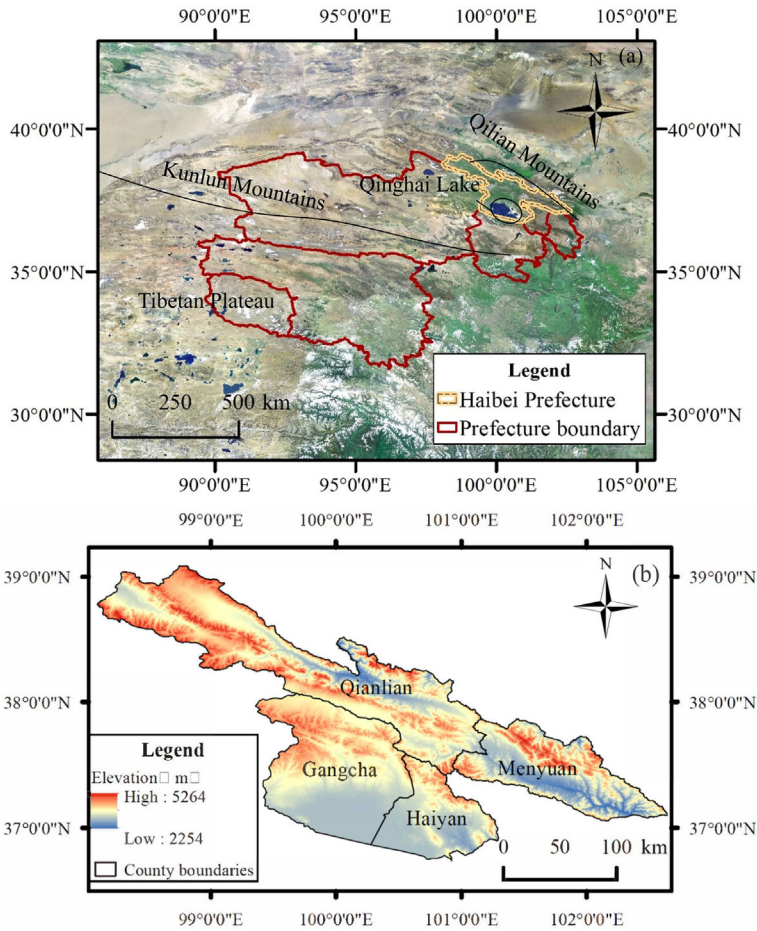 90°0'0"E 95°0'0"E 100°0'0"E 105°0'0"E
(a)
N
40°0'0"N 40°0'0"N
Qilian Mountains
Kunlun Mountains
Qinghai Lake
35°0'0"N 35°0'0"N
Tibetan Plateau
Legend
Haibei Prefecture
Prefecture boundary
0 250 500 km
30°0'0"N 30°0'0"N
90°0'0"E 95°0'0"E 100°0'0"E 105°0'0"E
99°0'0"E 100°0'0"E 101°0'0"E 102°0'0"E
39°0'0"N 39°0'0"N
(b)
N
Qianlian
38°0'0"N 38°0'0"N
Legend
Elevation□ m□
High : 5264
Low : 2254
County boundaries
Gangcha
Menyuan
Haiyan
37°0'0"N 37°0'0"N
0 50 100 km
99°0'0"E 100°0'0"E 101°0'0"E 102°0'0"E